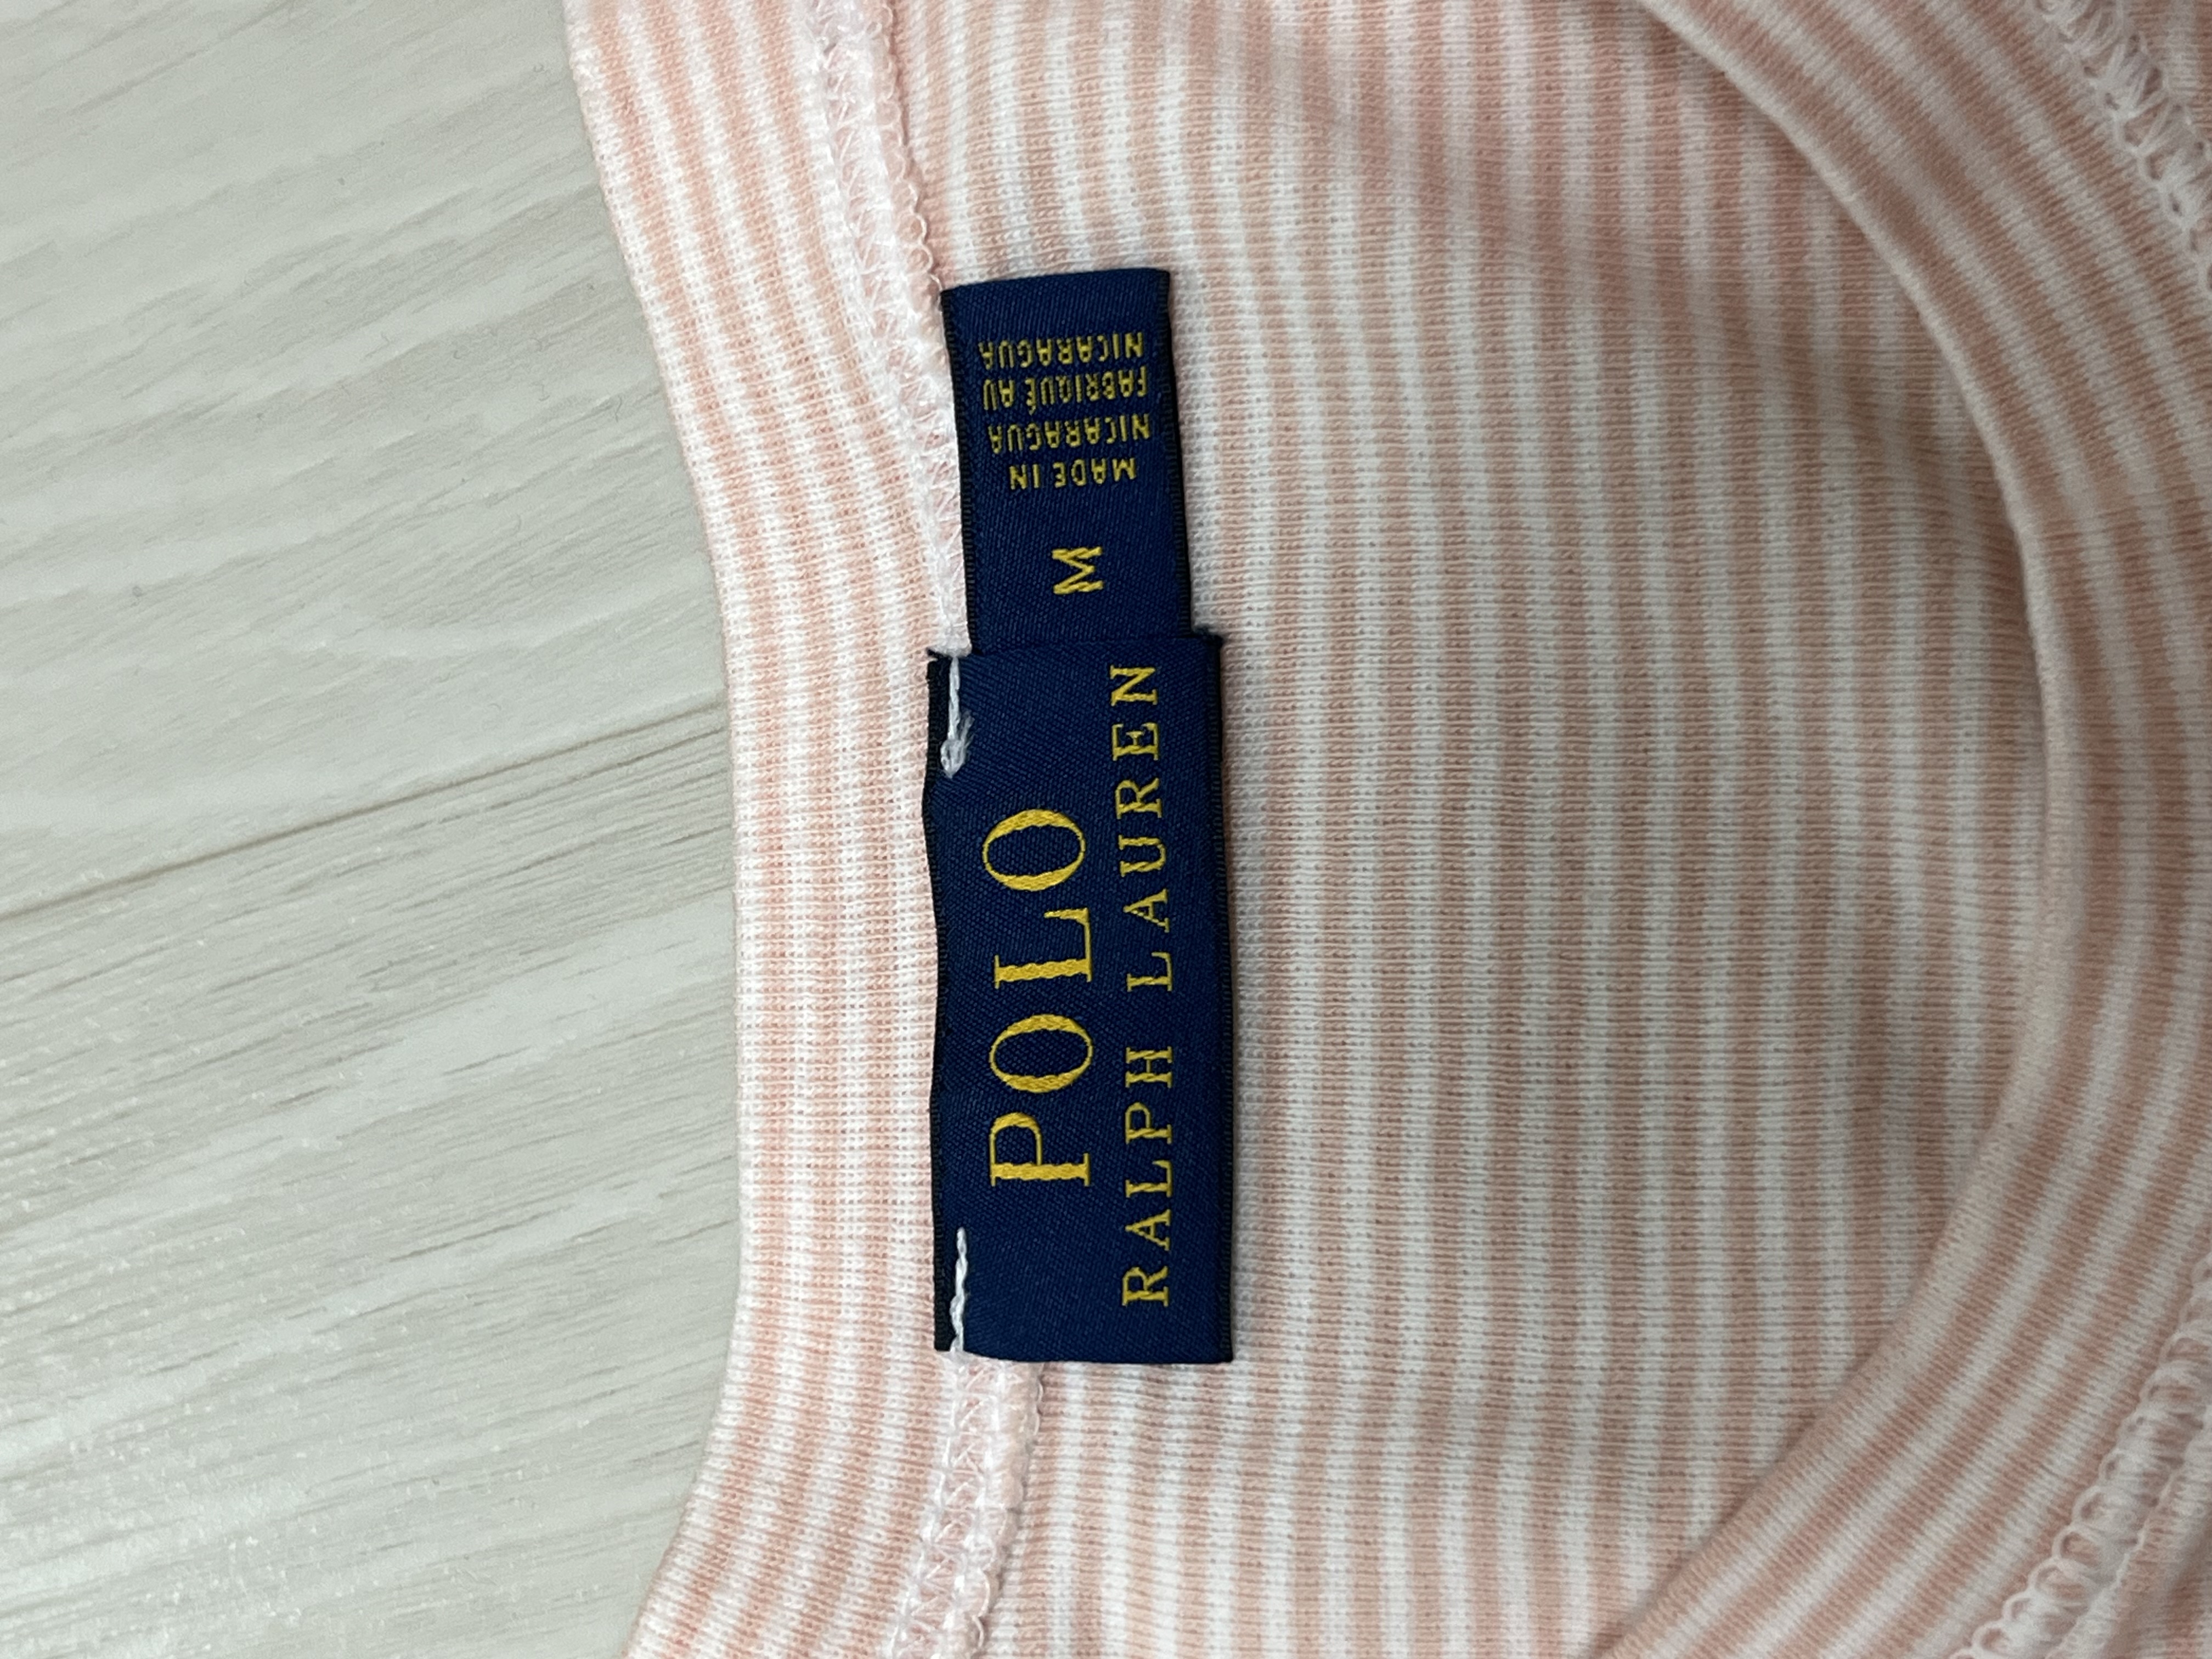 POLO
RALPH LAUREN
M
MADE IN
NICARAGUA
FABRIQUÉ AU
NICARAGUA